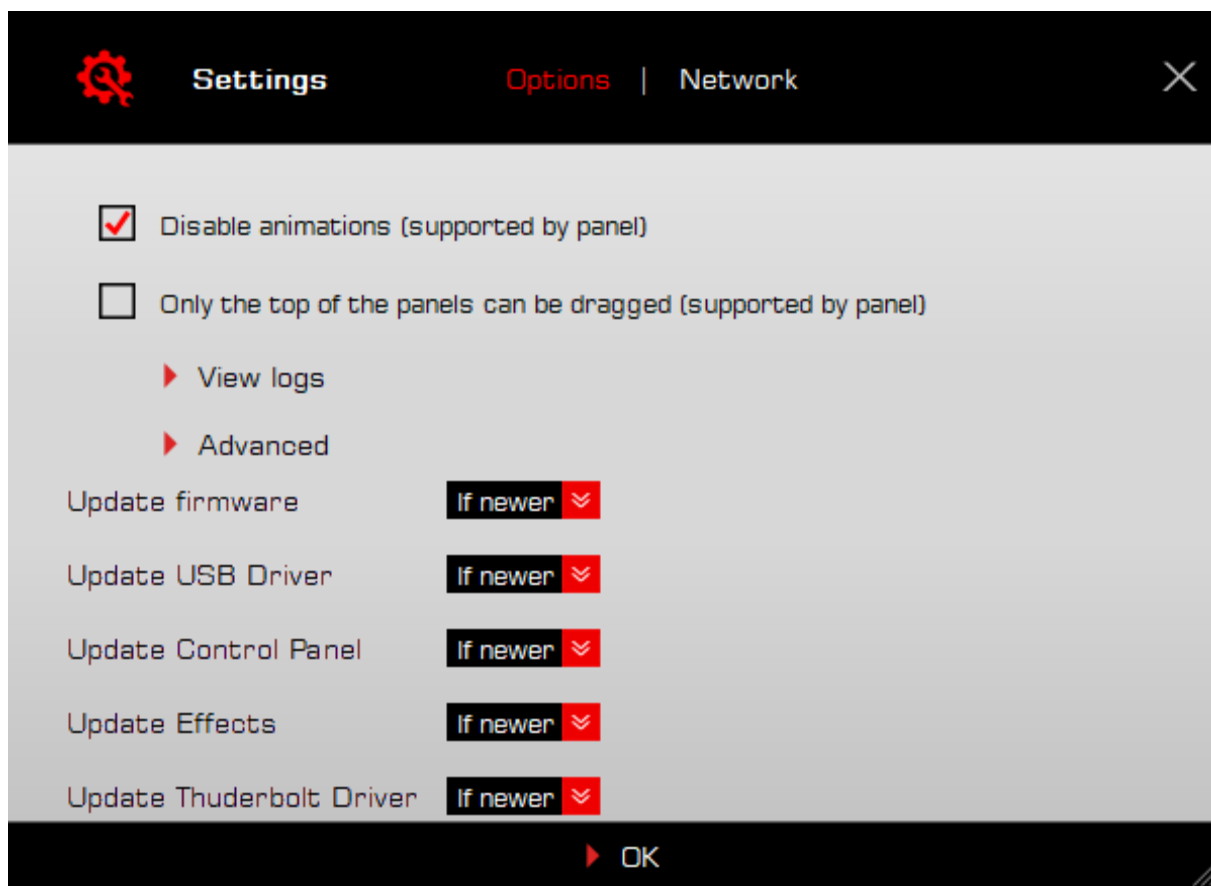 Settings Options | Network
Disable animations (supported by panel)
Only the top of the panels can be dragged (supported by panel)
View logs
Advanced
Update firmware If newer
Update USB Driver If newer
Update Control Panel If newer
Update Effects If newer
Update Thuderbolt Driver If newer
OK